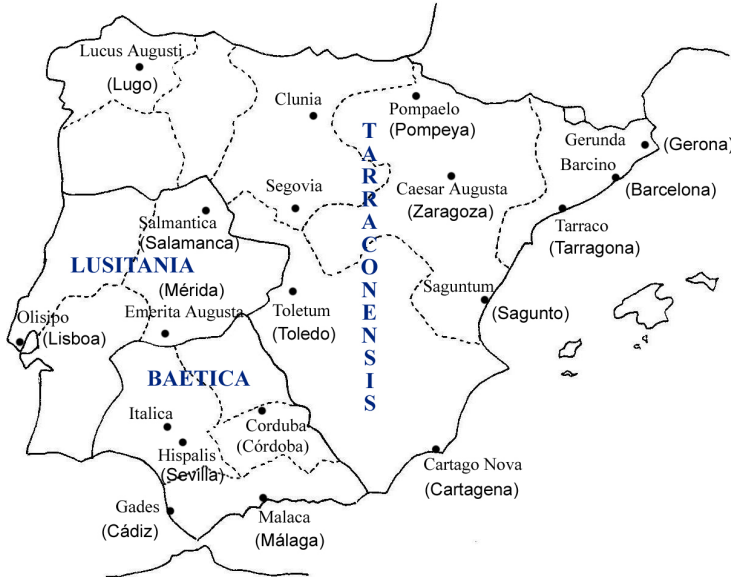 Lucus Augusti
(Lugo)
Clunia
Pompaelo
(Pompeya)
Gerunda
(Gerona)
Barcino
(Barcelona)
Caesar Augusta
(Zaragoza)
Tarraco
(Tarragona)
Segovia
Salmantica
(Salamanca)
TARRACONENSIS
LUSITANIA
(Mérida)
Emerita Augusta
Toletum
(Toledo)
Saguntum
(Sagunto)
Olisipo
(Lisboa)
BAETICA
Italica
Hispalis
(Sevilla)
Corduba
(Córdoba)
Cartago Nova
(Cartagena)
Gades
(Cádiz)
Malaca
(Málaga)